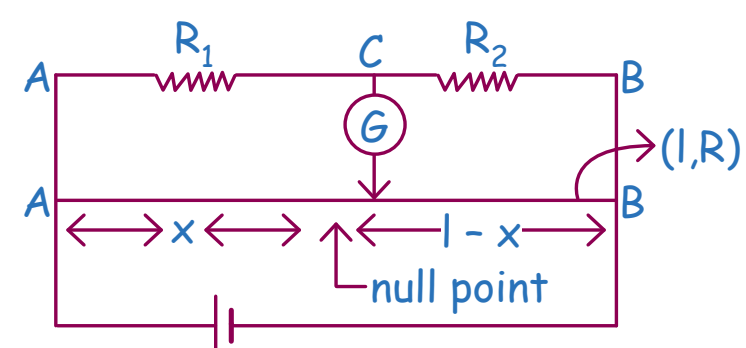 R1 C R2
A B
G
(l,R)
A B
x l - x
null point